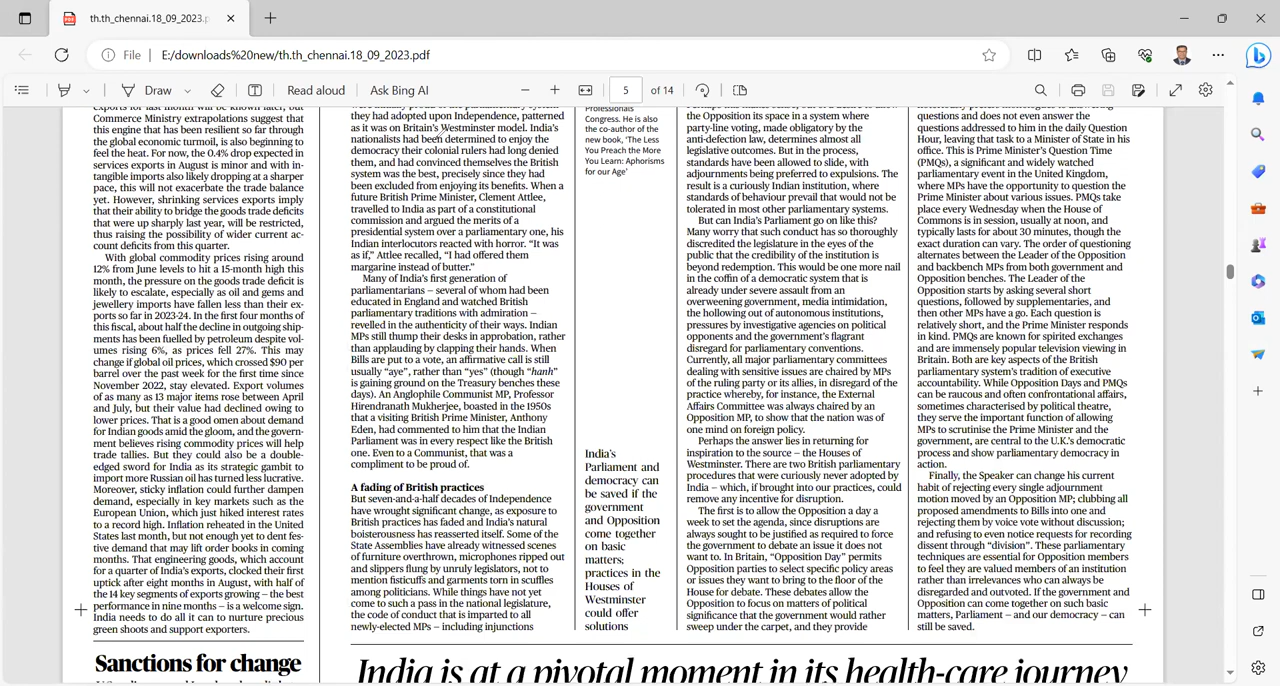 th.th_chennai.18_09_2023.p
File
E:/downloads%20new/th.th_chennai.18_09_2023.pdf
Draw
Read aloud
Ask Bing AI
5
of 14
Commerce Ministry extrapolations suggest that
this engine that has been resilient so far through
the global economic turmoil, is also beginning to
feel the heat. For now, the 0.4% drop expected in
services exports in August is minor and with in-
tangible imports also likely dropping at a sharper
pace, this will not exacerbate the trade balance
yet. However, shrinking services exports imply
that their ability to bridge the goods trade deficits
that were up sharply last year, will be restricted,
thus raising the possibility of wider current ac-
count deficits from this quarter.
With global commodity prices rising around
12% from June levels to hit a 15-month high this
month, the pressure on the goods trade deficit is
likely to escalate, especially as oil and gems and
jewellery imports have fallen less than their ex-
ports so far in 2023-24. In the first four months of
this fiscal, about half the decline in outgoing ship-
ments has been fuelled by petroleum despite vol-
umes rising 6%, as prices fell 27%. This may
change if global oil prices, which crossed $90 per
barrel over the past week for the first time since
November 2022, stay elevated. Export volumes
of as many as 13 major items rose between April
and July, but their value had declined owing to
lower prices. That is a good omen about demand
for Indian goods amid the gloom, and the govern-
ment believes rising commodity prices will help
trade tallies. But they could also be a double-
edged sword for India as its strategic gambit to
import more Russian oil has turned less lucrative.
Moreover, sticky inflation could further dampen
demand, especially in key markets such as the
European Union, which just hiked interest rates
to a record high. Inflation reheated in the United
States last month, but not enough yet to dent fes-
tive demand that may lift order books in coming
months. That engineering goods, which account
for a quarter of India's exports, clocked their first
uptick after eight months in August, with half of
the 14 key segments of exports growing – the best
performance in nine months – is a welcome sign.
India needs to do all it can to nurture precious
green shoots and support exporters.
Sanctions for change
they had adopted upon Independence, patterned
as it was on Britain's Westminster model. India's
nationalists had been determined to enjoy the
democracy their colonial rulers had long denied
them, and had convinced themselves the British
system was the best, precisely since they had
been excluded from enjoying its benefits. When a
future British Prime Minister, Clement Attlee,
travelled to India as part of a constitutional
commission and argued the merits of a
presidential system over a parliamentary one, his
Indian interlocutors reacted with horror. “It was
as if,” Attlee recalled, “I had offered them
margarine instead of butter.”
Many of India's first generation of
parliamentarians – several of whom had been
educated in England and watched British
parliamentary traditions with admiration –
revelled in the authenticity of their ways. Indian
MPs still thump their desks in approbation, rather
than applauding by clapping their hands. When
Bills are put to a vote, an affirmative call is still
usually “aye”, rather than “yes” (though “hanh”
is gaining ground on the Treasury benches these
days). An Anglophile Communist MP, Professor
Hirendranath Mukherjee, boasted in the 1950s
that a visiting British Prime Minister, Anthony
Eden, had commented to him that the Indian
Parliament was in every respect like the British
one. Even to a Communist, that was a
compliment to be proud of.
A fading of British practices
But seven-and-a-half decades of Independence
have wrought significant change, as exposure to
British practices has faded and India's natural
boisterousness has reasserted itself. Some of the
State Assemblies have already witnessed scenes
of furniture overthrown, microphones ripped out
and slippers flung by unruly legislators, not to
mention fisticuffs and garments torn in scuffles
among politicians. While things have not yet
come to such a pass in the national legislature,
the code of conduct that is imparted to all
newly-elected MPs – including injunctions
Professionals
Congress. He is also
the co-author of the
new book, ‘The Less
You Preach the More
You Learn: Aphorisms
for our Age’
India's
Parliament and
democracy can
be saved if the
government
and Opposition
come together
on basic
matters;
practices in the
Houses of
Westminster
could offer
solutions
the Opposition its space in a system where
party-line voting, made obligatory by the
anti-defection law, determines almost all
legislative outcomes. But in the process,
standards have been allowed to slide, with
adjournments being preferred to expulsions. The
result is a curiously Indian institution, where
standards of behaviour prevail that would not be
tolerated in most other parliamentary systems.
But can India's Parliament go on like this?
Many worry that such conduct has so thoroughly
discredited the legislature in the eyes of the
public that the credibility of the institution is
beyond redemption. This would be one more nail
in the coffin of a democratic system that is
already under severe assault from an
overweening government, media intimidation,
the hollowing out of autonomous institutions,
pressures by investigative agencies on political
opponents and the government's flagrant
disregard for parliamentary conventions.
Currently, all major parliamentary committees
dealing with sensitive issues are chaired by MPs
of the ruling party or its allies, in disregard of the
practice whereby, for instance, the External
Affairs Committee was always chaired by an
Opposition MP, to show that the nation was of
one mind on foreign policy.
Perhaps the answer lies in returning for
inspiration to the source – the Houses of
Westminster. There are two British parliamentary
procedures that were curiously never adopted by
India – which, if brought into our practices, could
remove any incentive for disruption.
The first is to allow the Opposition a day a
week to set the agenda, since disruptions are
always sought to be justified as required to force
the government to debate an issue it does not
want to. In Britain, “Opposition Day” permits
Opposition parties to select specific policy areas
or issues they want to bring to the floor of the
House for debate. These debates allow the
Opposition to focus on matters of political
significance that the government would rather
sweep under the carpet, and they provide
questions and does not even answer the
questions addressed to him in the daily Question
Hour, leaving that task to a Minister of State in his
office. This is Prime Minister's Question Time
(PMQs), a significant and widely watched
parliamentary event in the United Kingdom,
where MPs have the opportunity to question the
Prime Minister about various issues. PMQs take
place every Wednesday when the House of
Commons is in session, usually at noon, and
typically lasts for about 30 minutes, though the
exact duration can vary. The order of questioning
alternates between the Leader of the Opposition
and backbench MPs from both government and
Opposition benches. The Leader of the
Opposition starts by asking several short
questions, followed by supplementaries, and
then other MPs have a go. Each question is
relatively short, and the Prime Minister responds
in kind. PMQs are known for spirited exchanges
and are immensely popular television viewing in
Britain. Both are key aspects of the British
parliamentary system's tradition of executive
accountability. While Opposition Days and PMQs
can be raucous and often confrontational affairs,
sometimes characterised by political theatre,
they serve the important function of allowing
MPs to scrutinise the Prime Minister and the
government, are central to the U.K.'s democratic
process and show parliamentary democracy in
action.
Finally, the Speaker can change his current
habit of rejecting every single adjournment
motion moved by an Opposition MP; clubbing all
proposed amendments to Bills into one and
rejecting them by voice vote without discussion;
and refusing to even notice requests for recording
dissent through “division”. These parliamentary
techniques are essential for Opposition members
to feel they are valued members of an institution
rather than irrelevances who can always be
disregarded and outvoted. If the government and
Opposition can come together on such basic
matters, Parliament – and our democracy – can
still be saved.
India is at a pivotal moment in its health-care journey